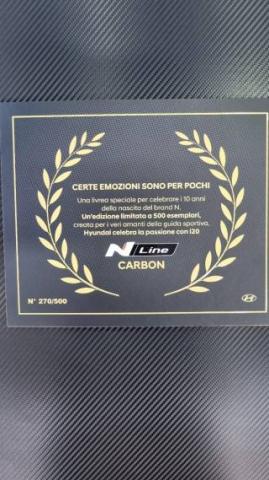 CERTE EMOZIONI SONO PER POCHI
Una livrea speciale per celebrare i 10 anni
della nascita del brand N.
Un'edizione limitata a 500 esemplari,
creata per i veri amanti della guida sportiva,
Hyundai celebra la passione con i20
N Line
CARBON
N° 270/500